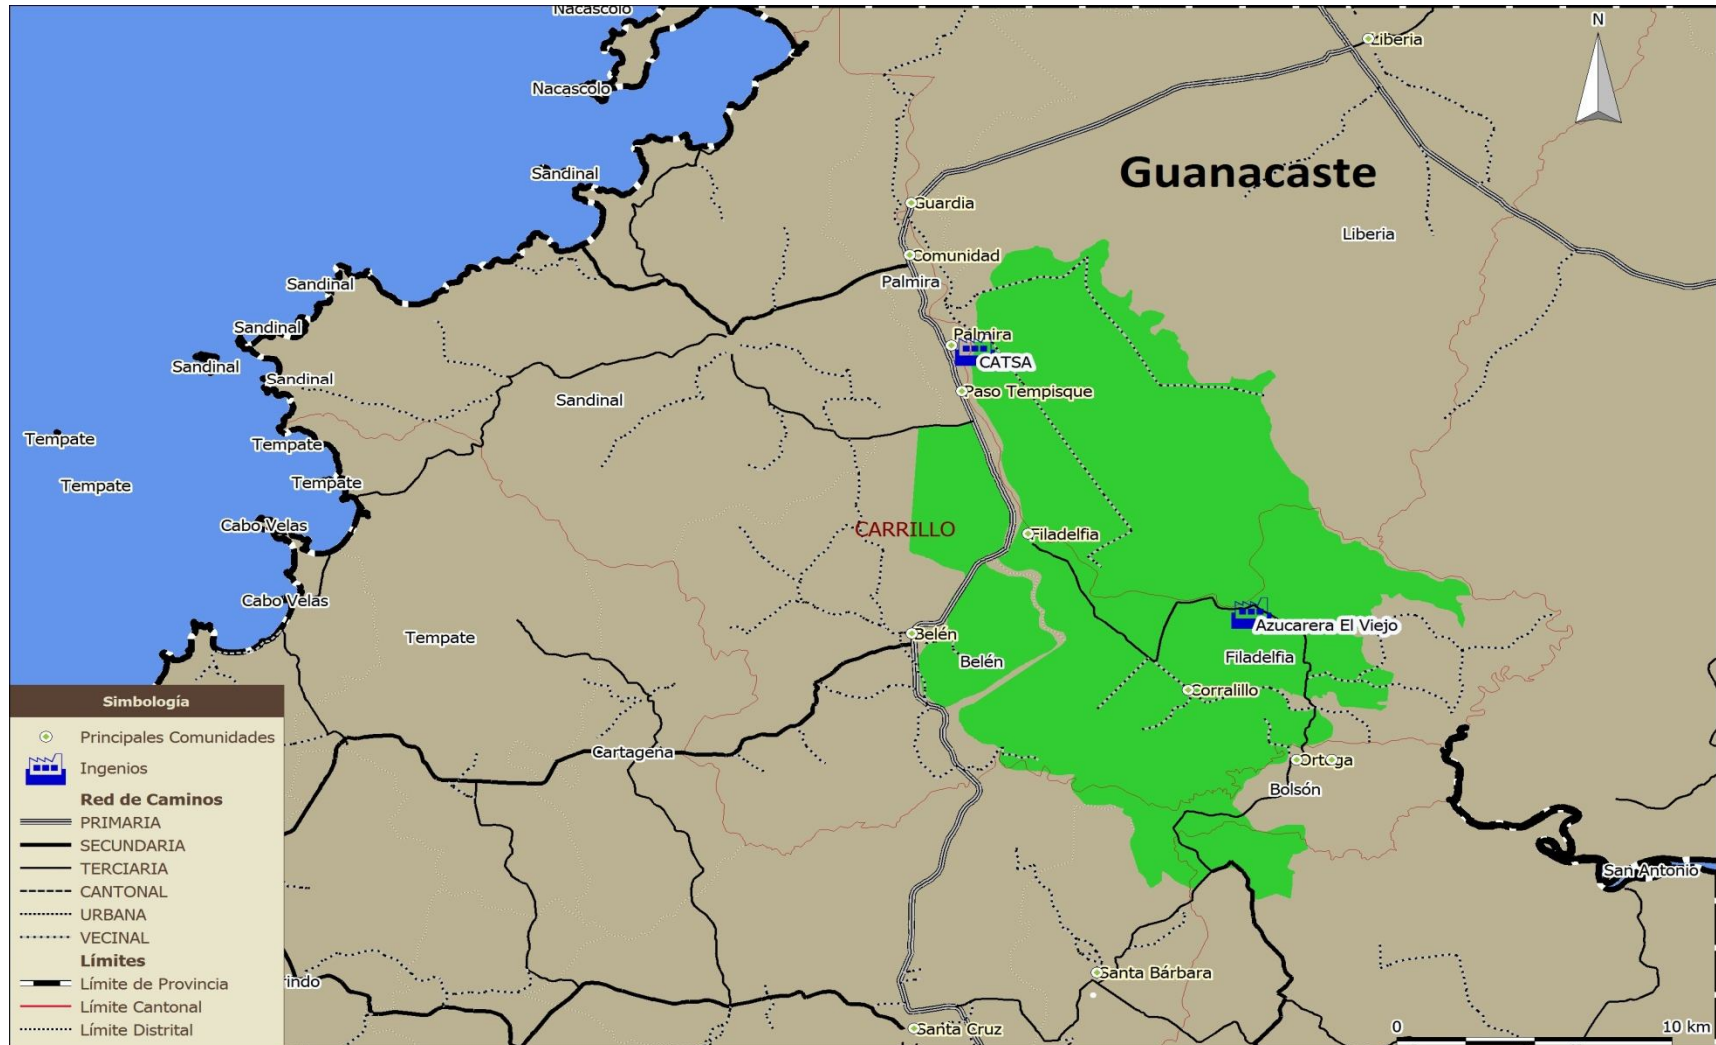 Nacascolo
Liberia
N
Nacascolo
Guanacaste
Sandinal
Guardia
Liberia
Comunidad
Palmira
Sandinal
Sandinal
Palmira
CATSA
Sandinal
Sandinal
Paso Tempisque
Sandinal
Tempate
Tempate
Tempate
Tempate
Cabo Velas
CARRILLO
Filadelfia
Cabo Velas
Azucarera El Viejo
Tempate
Belén
Belén
Filadelfia
Corralillo
Cartagena
Ortega
Bolsón
San Antonio
Santa Bárbara
rindo
Santa Cruz
Simbología
Principales Comunidades
Ingenios
Red de Caminos
PRIMARIA
SECUNDARIA
TERCIARIA
CANTONAL
URBANA
VECINAL
Límites
Límite de Provincia
Límite Cantonal
Límite Distrital
0 10 km